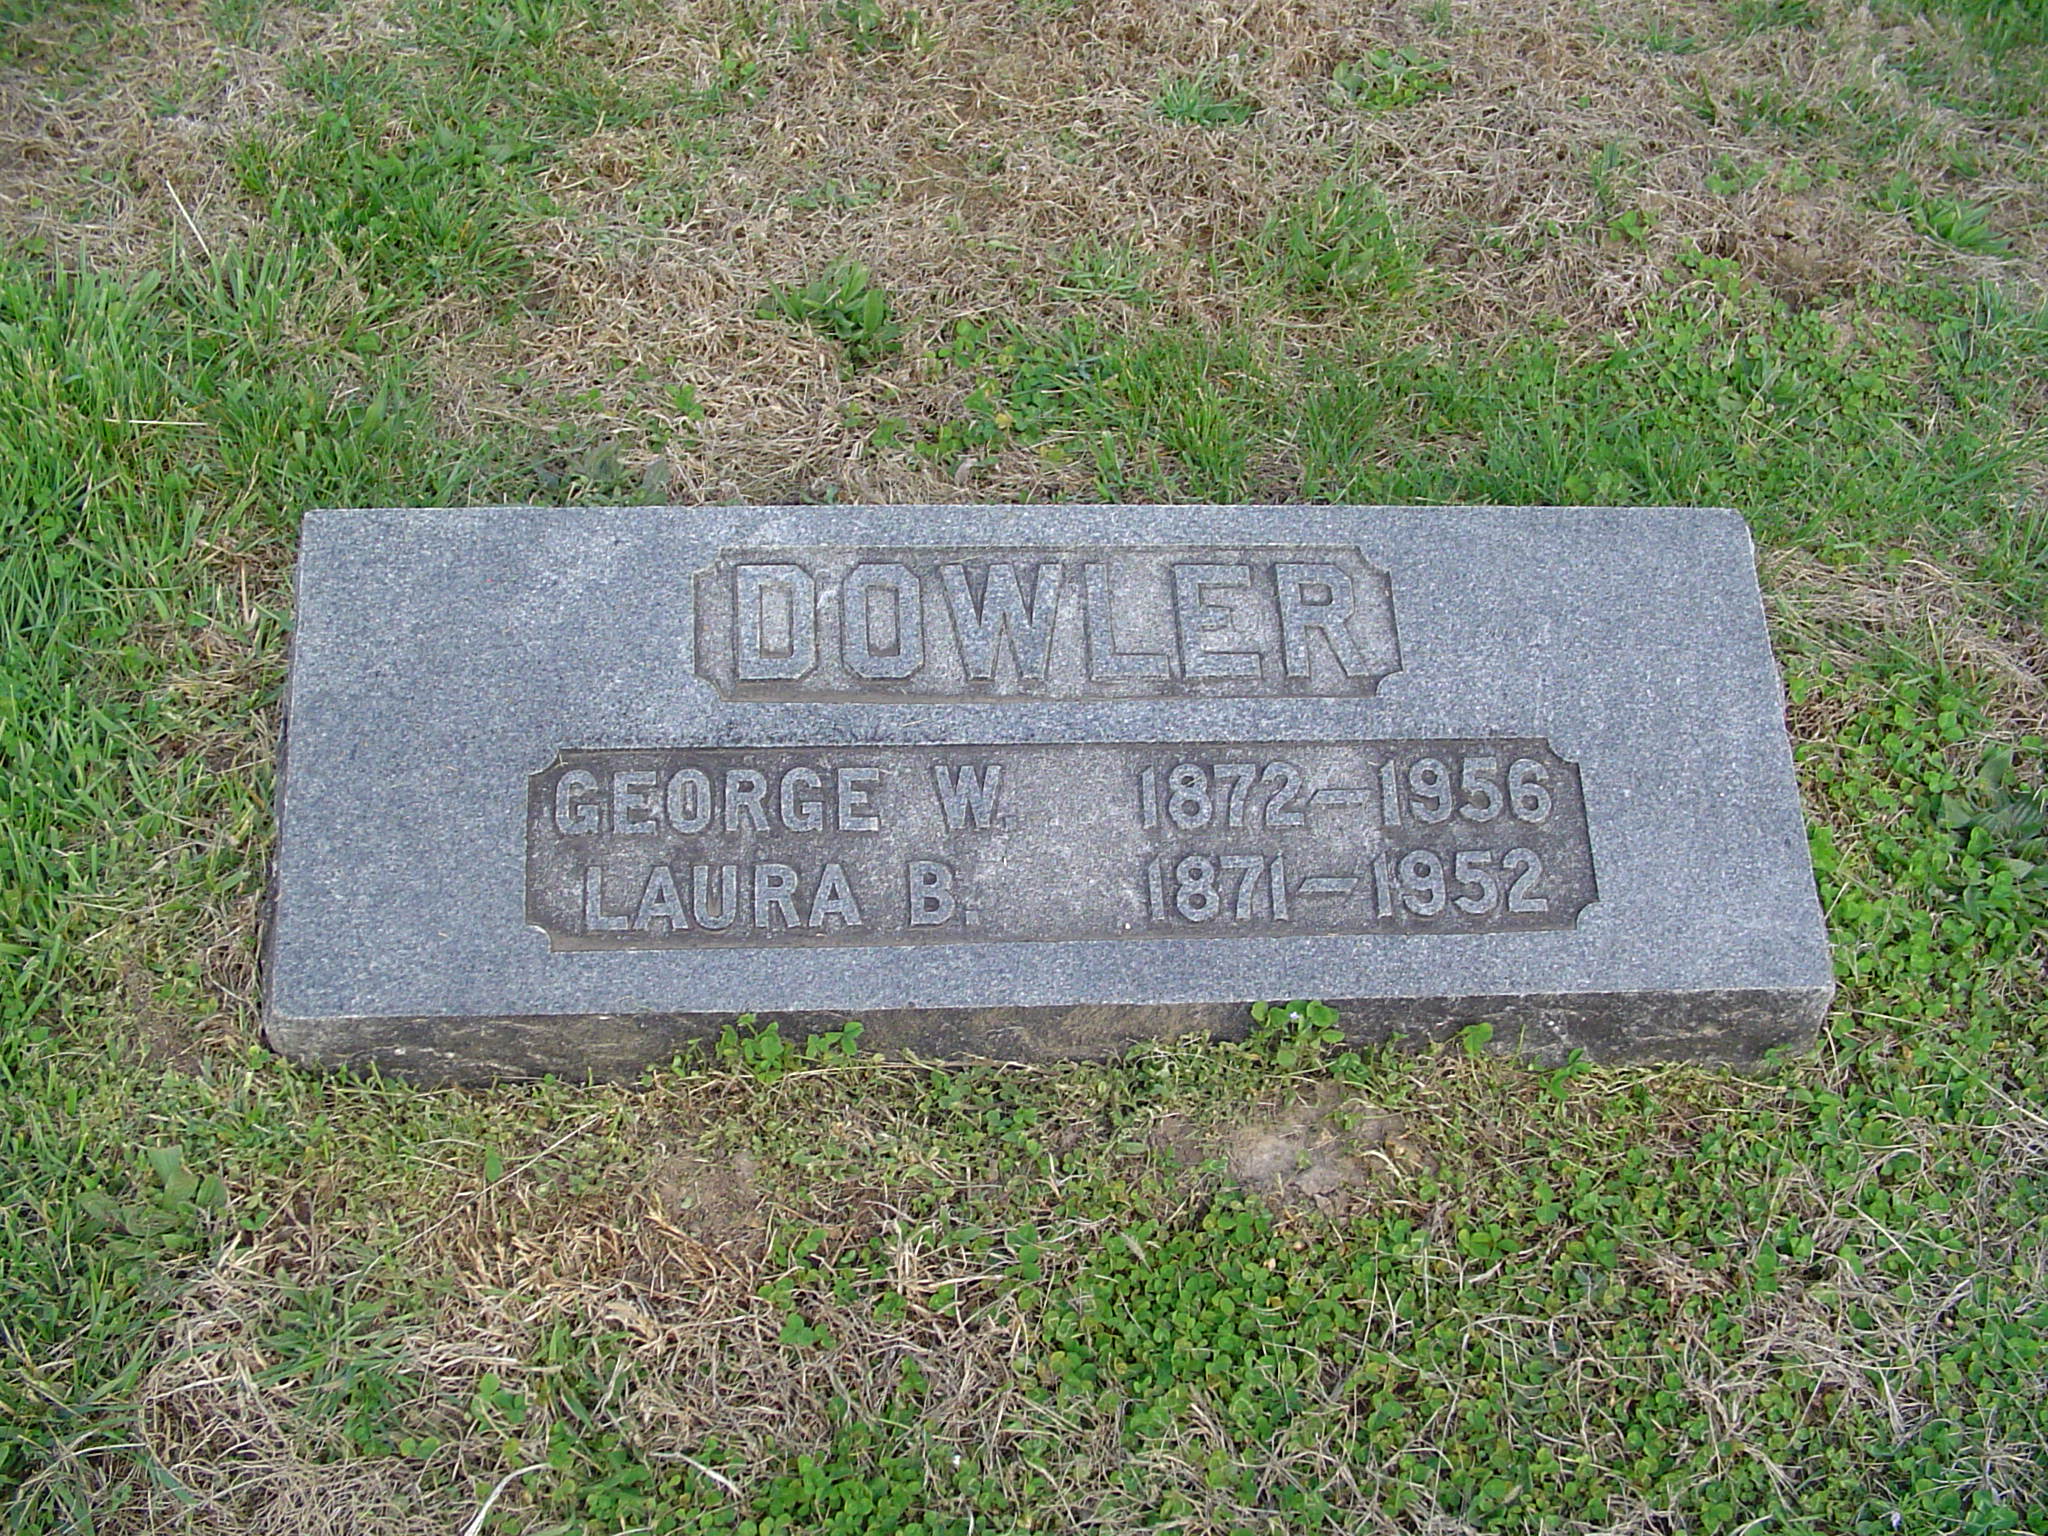 DOWLER
GEORGE W. 1872-1956
LAURA B. 1871-1952